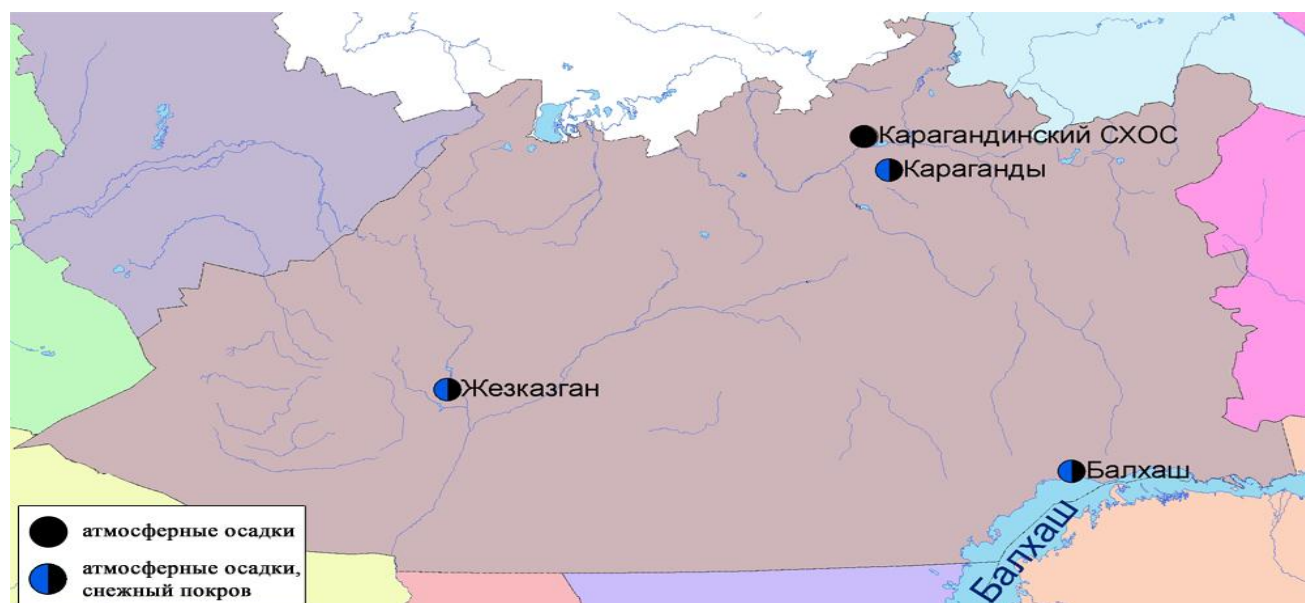 Карагандинский СХОС
Караганды
Жезказган
Балхаш
Балхаш
атмосферные осадки
атмосферные осадки,
снежный покров